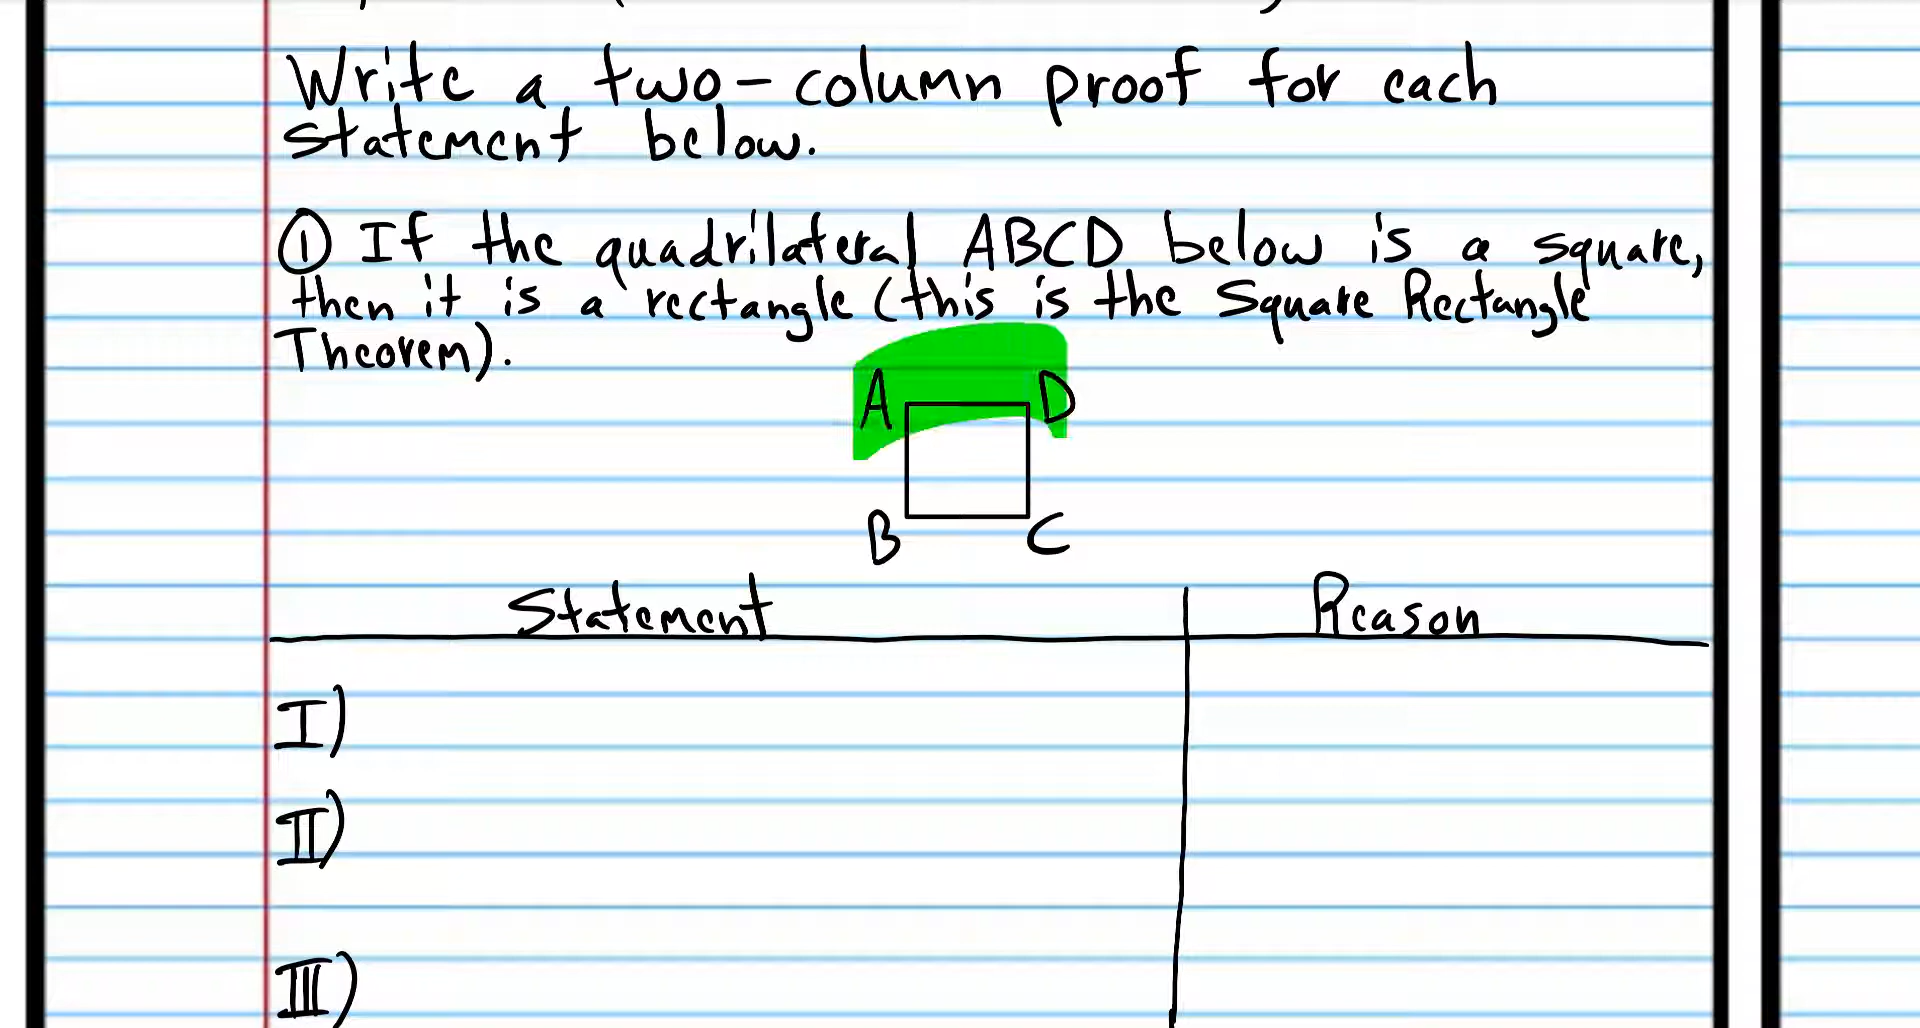 Write a two-column proof for each
statement below.
① If the quadrilateral ABCD below is a square,
then it is a rectangle (this is the Square Rectangle
Theorem).
A D
B C
Statement Reason
I)
II)
III)